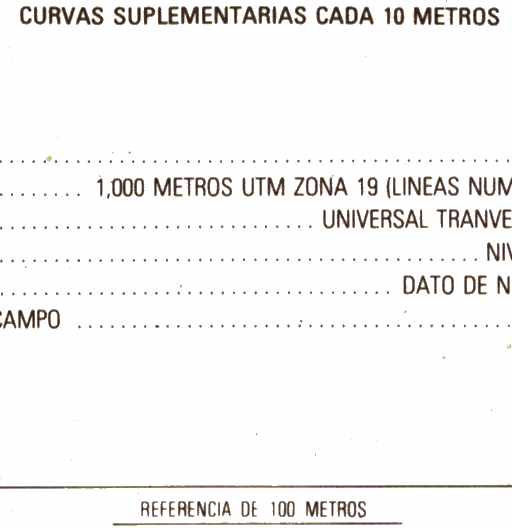 CURVAS SUPLEMENTARIAS CADA 10 METROS
........ 1,000 METROS UTM ZONA 19 (LINEAS NUM
UNIVERSAL TRANVE
NIV
DATO DE N
CAMPO
REFERENCIA DE 100 METROS